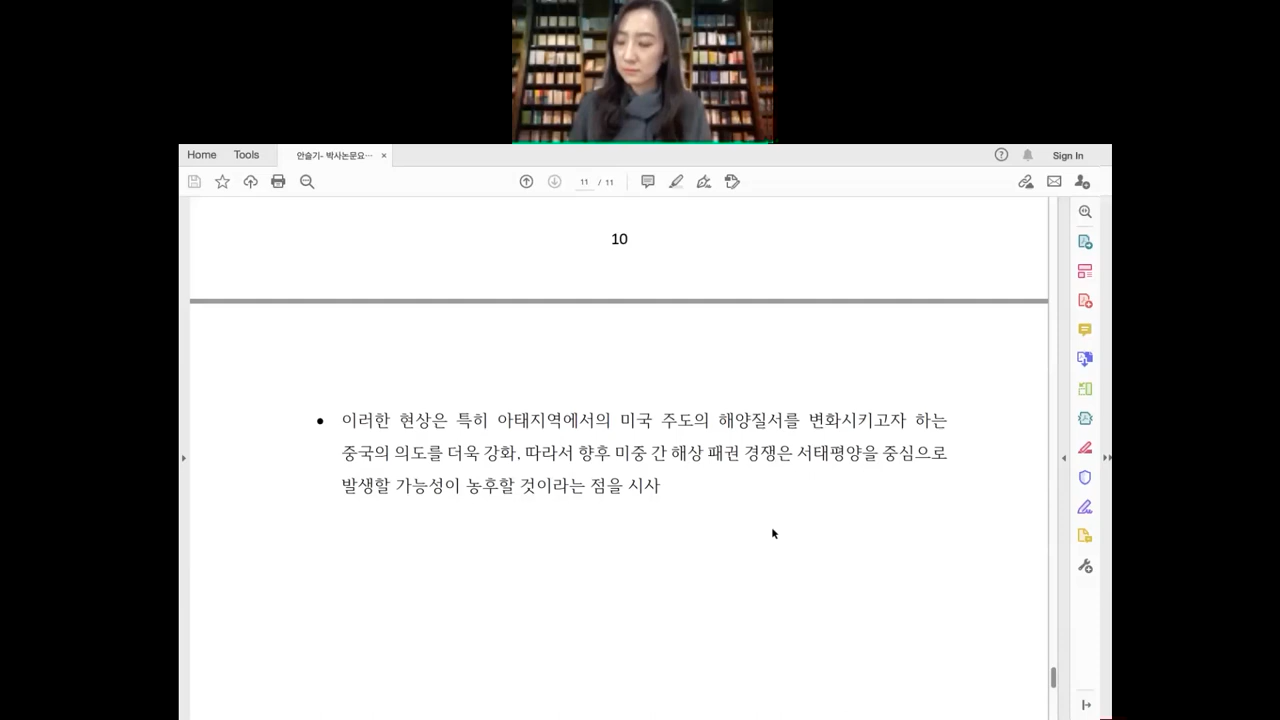 Home Tools 안슬기- 박사논문요… × Sign In
11 / 11
10
• 이러한 현상은 특히 아태지역에서의 미국 주도의 해양질서를 변화시키고자 하는
중국의 의도를 더욱 강화. 따라서 향후 미중 간 해상 패권 경쟁은 서태평양을 중심으로
발생할 가능성이 농후할 것이라는 점을 시사